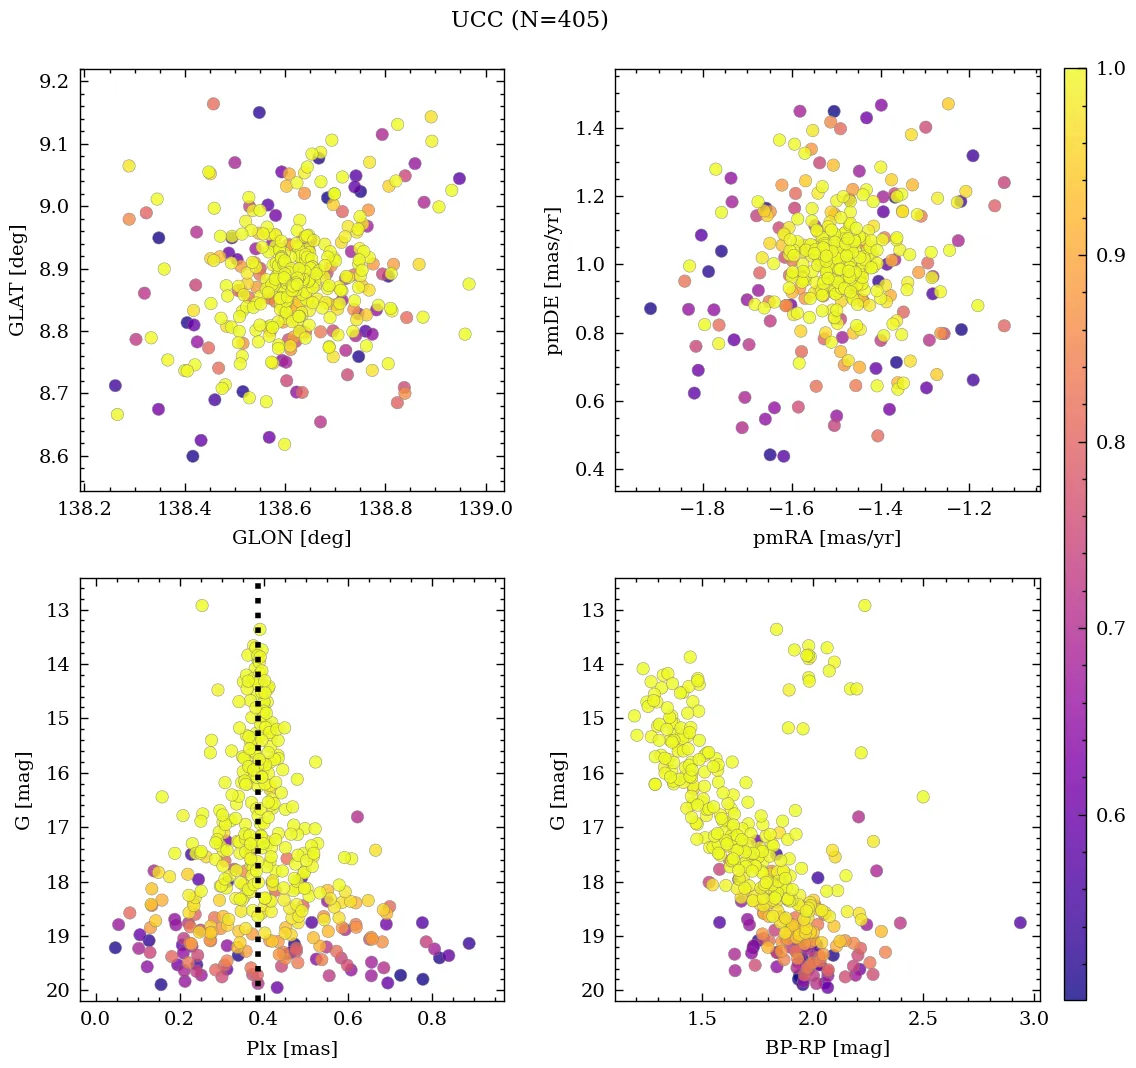 UCC (N=405)
9.2
9.1
9.0
8.9
8.8
8.7
8.6
GLAT [deg]
138.2 138.4 138.6 138.8 139.0
GLON [deg]
1.4
1.2
1.0
0.8
0.6
0.4
pmDE [mas/yr]
−1.8 −1.6 −1.4 −1.2
pmRA [mas/yr]
13
14
15
16
17
18
19
20
G [mag]
0.0 0.2 0.4 0.6 0.8
Plx [mas]
13
14
15
16
17
18
19
20
G [mag]
1.5 2.0 2.5 3.0
BP-RP [mag]
1.0
0.9
0.8
0.7
0.6